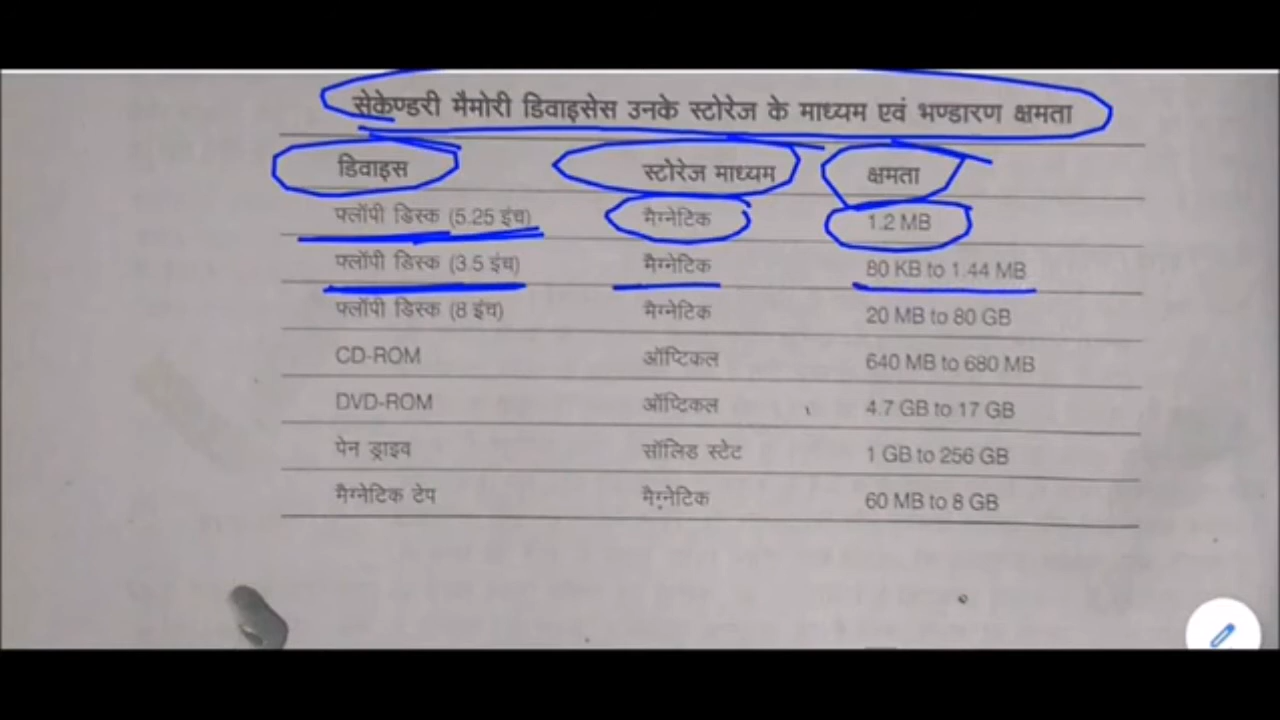 सेकेण्डरी मैमोरी डिवाइसेस उनके स्टोरेज के माध्यम एवं भण्डारण क्षमता
डिवाइस स्टोरेज माध्यम क्षमता
फ्लॉपी डिस्क (5.25 इंच) मैग्नेटिक 1.2 MB
फ्लॉपी डिस्क (3.5 इंच) मैग्नेटिक 80 KB to 1.44 MB
फ्लॉपी डिस्क (8 इंच) मैग्नेटिक 20 MB to 80 GB
CD-ROM ऑप्टिकल 640 MB to 680 MB
DVD-ROM ऑप्टिकल 4.7 GB to 17 GB
पेन ड्राइव सॉलिड स्टेट 1 GB to 256 GB
मैग्नेटिक टेप मैग्नेटिक 60 MB to 8 GB